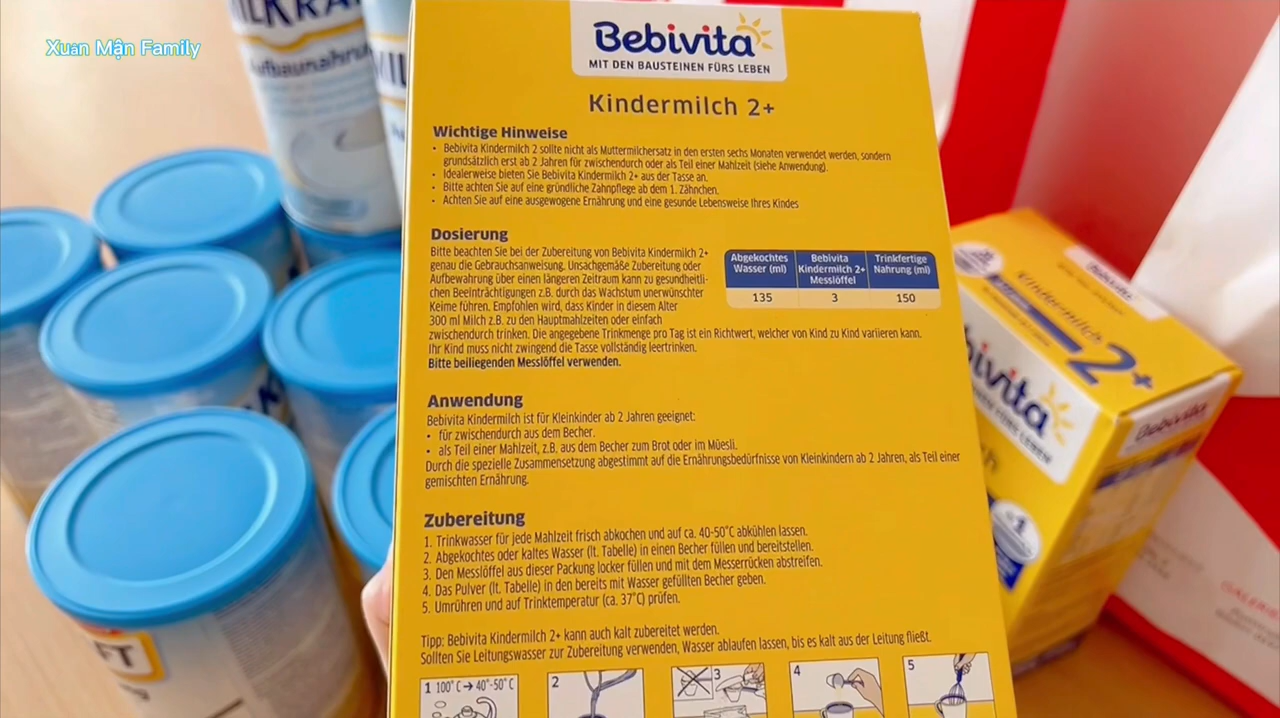 Xuân Mận Family
Bebivita
MIT DEN BAUSTEINEN FÜRS LEBEN
Kindermilch 2+
Wichtige Hinweise
• Bebivita Kindermilch 2 sollte nicht als Muttermilchersatz in den ersten sechs Monaten verwendet werden, sondern
grundsätzlich erst ab 2 Jahren für zwischendurch oder als Teil einer Mahlzeit (siehe Anwendung).
• Idealerweise bieten Sie Bebivita Kindermilch 2+ aus der Tasse an.
• Bitte achten Sie auf eine gründliche Zahnpflege ab dem 1. Zähnchen.
• Achten Sie auf eine ausgewogene Ernährung und eine gesunde Lebensweise Ihres Kindes
Dosierung
Bitte beachten Sie bei der Zubereitung von Bebivita Kindermilch 2+
genau die Gebrauchsanweisung. Unsachgemäße Zubereitung oder
Aufbewahrung über einen längeren Zeitraum kann zu gesundheitli-
chen Beeinträchtigungen z.B. durch das Wachstum unerwünschter
Keime führen. Empfohlen wird, dass Kinder in diesem Alter
300 ml Milch z.B. zu den Hauptmahlzeiten oder einfach
zwischendurch trinken. Die angegebene Trinkmenge pro Tag ist ein Richtwert, welcher von Kind zu Kind variieren kann.
Ihr Kind muss nicht zwingend die Tasse vollständig leertrinken.
Bitte beiliegenden Messlöffel verwenden.
Abgekochtes Wasser (ml) Bebivita Kindermilch 2+ Messlöffel Trinkfertige Nahrung (ml)
135 3 150
Anwendung
Bebivita Kindermilch ist für Kleinkinder ab 2 Jahren geeignet:
• für zwischendurch aus dem Becher.
• als Teil einer Mahlzeit, z.B. aus dem Becher zum Brot oder im Müesli.
Durch die spezielle Zusammensetzung abgestimmt auf die Ernährungsbedürfnisse von Kleinkindern ab 2 Jahren, als Teil einer
gemischten Ernährung.
Zubereitung
1. Trinkwasser für jede Mahlzeit frisch abkochen und auf ca. 40-50°C abkühlen lassen.
2. Abgekochtes oder kaltes Wasser (lt. Tabelle) in einen Becher füllen und bereitstellen.
3. Den Messlöffel aus dieser Packung locker füllen und mit dem Messerrücken abstreifen.
4. Das Pulver (lt. Tabelle) in den bereits mit Wasser gefüllten Becher geben.
5. Umrühren und auf Trinktemperatur (ca. 37°C) prüfen.
Tipp: Bebivita Kindermilch 2+ kann auch kalt zubereitet werden.
Sollten Sie Leitungswasser zur Zubereitung verwenden, Wasser ablaufen lassen, bis es kalt aus der Leitung fließt.
1 100°C → 40°-50°C
2
3
4
5
Bebivita
Kindermilch
2+
Bebivita